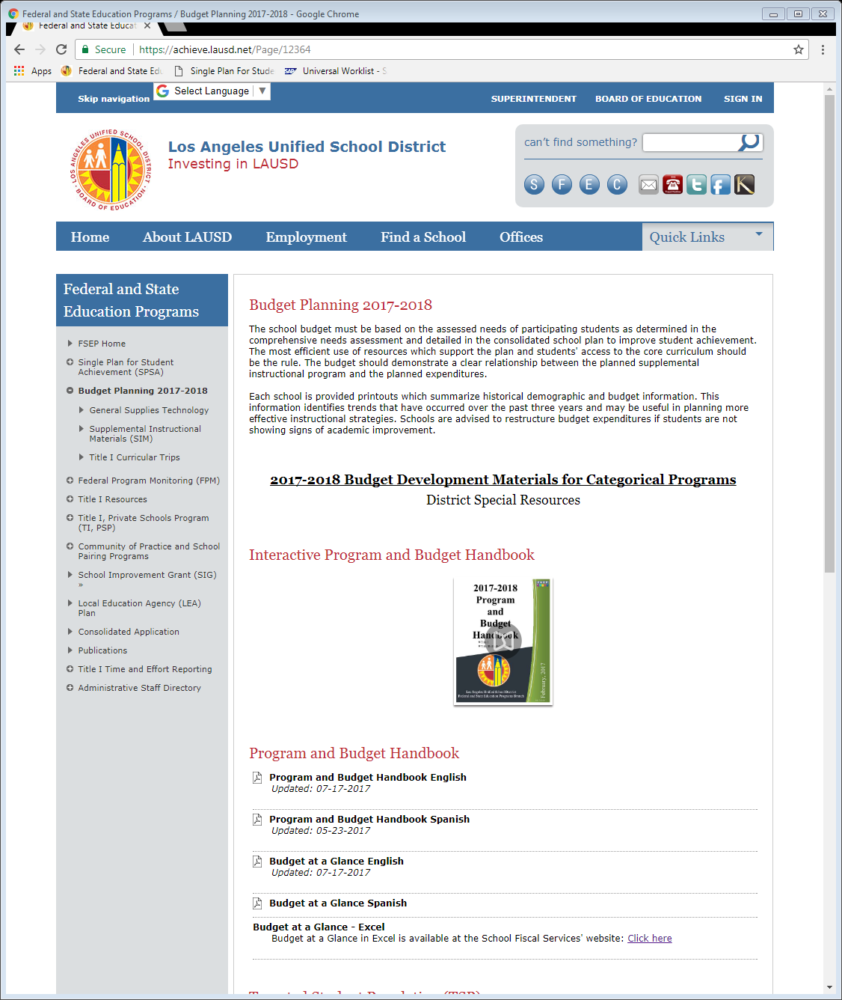 Federal and State Education Programs / Budget Planning 2017-2018 - Google Chrome
Federal and State Educat
Secure | https://achieve.lausd.net/Page/12364
Apps Federal and State Edu Single Plan For Stude Universal Worklist - S
Skip navigation Select Language SUPERINTENDENT BOARD OF EDUCATION SIGN IN
LOS ANGELES UNIFIED SCHOOL DISTRICT
BOARD OF EDUCATION
Los Angeles Unified School District
Investing in LAUSD
can't find something?
S F E C K
Home About LAUSD Employment Find a School Offices Quick Links
Federal and State
Education Programs
FSEP Home
Single Plan for Student
Achievement (SPSA)
Budget Planning 2017-2018
General Supplies Technology
Supplemental Instructional
Materials (SIM)
Title I Curricular Trips
Federal Program Monitoring (FPM)
Title I Resources
Title I, Private Schools Program
(TI, PSP)
Community of Practice and School
Pairing Programs
School Improvement Grant (SIG)
»
Local Education Agency (LEA)
Plan
Consolidated Application
Publications
Title I Time and Effort Reporting
Administrative Staff Directory
Budget Planning 2017-2018
The school budget must be based on the assessed needs of participating students as determined in the
comprehensive needs assessment and detailed in the consolidated school plan to improve student achievement.
The most efficient use of resources which support the plan and students' access to the core curriculum should
be the rule. The budget should demonstrate a clear relationship between the planned supplemental
instructional program and the planned expenditures.
Each school is provided printouts which summarize historical demographic and budget information. This
information identifies trends that have occurred over the past three years and may be useful in planning more
effective instructional strategies. Schools are advised to restructure budget expenditures if students are not
showing signs of academic improvement.
2017-2018 Budget Development Materials for Categorical Programs
District Special Resources
Interactive Program and Budget Handbook
2017-2018
Program
and
Budget
Handbook
February, 2017
Los Angeles Unified School District
Federal and State Education Programs Branch
Program and Budget Handbook
Program and Budget Handbook English
Updated: 07-17-2017
Program and Budget Handbook Spanish
Updated: 05-23-2017
Budget at a Glance English
Updated: 07-17-2017
Budget at a Glance Spanish
Budget at a Glance - Excel
Budget at a Glance in Excel is available at the School Fiscal Services' website: Click here
Targeted Student Population (TSP)